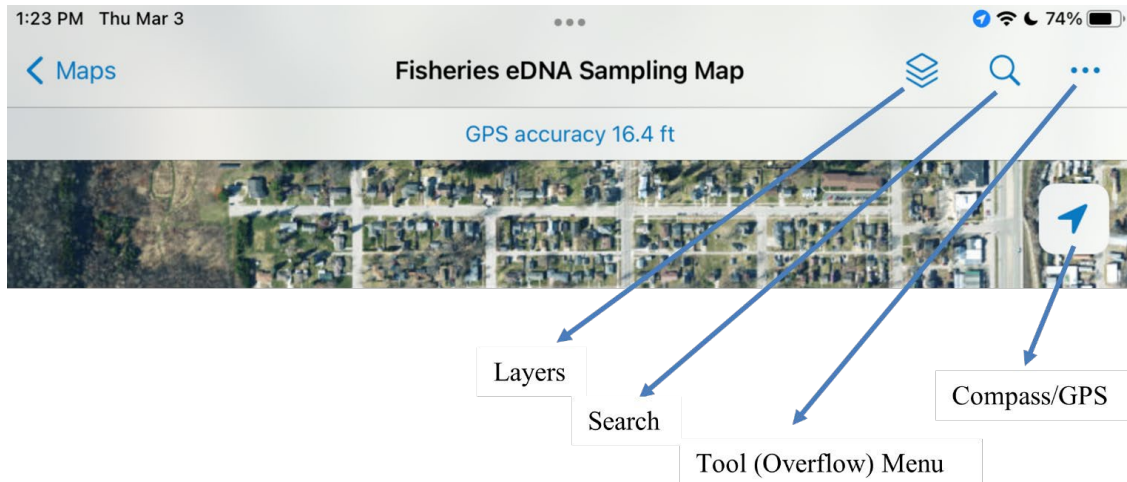 1:23 PM Thu Mar 3
74%
Maps
Fisheries eDNA Sampling Map
GPS accuracy 16.4 ft
Layers
Compass/GPS
Search
Tool (Overflow) Menu